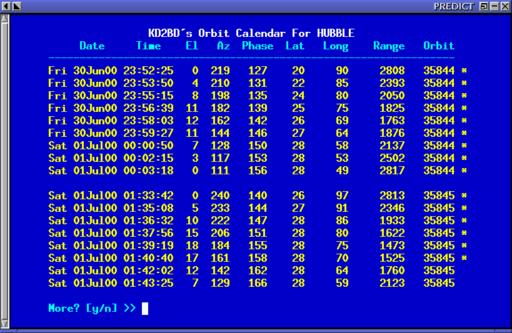 PREDICT
KD2BD's Orbit Calendar For HUBBLE
Date Time El Az Phase Lat Long Range Orbit
Fri 30Jun00 23:52:25 0 219 127 20 90 2808 35844 *
Fri 30Jun00 23:53:50 4 210 131 22 85 2393 35844 *
Fri 30Jun00 23:55:15 8 198 135 24 80 2050 35844 *
Fri 30Jun00 23:56:39 11 182 139 25 75 1825 35844 *
Fri 30Jun00 23:58:03 12 162 142 26 69 1763 35844 *
Fri 30Jun00 23:59:27 11 144 146 27 64 1876 35844 *
Sat 01Jul00 00:00:50 7 128 150 28 58 2137 35844 *
Sat 01Jul00 00:02:15 3 117 153 28 53 2502 35844 *
Sat 01Jul00 00:03:18 0 111 156 28 49 2817 35844 *
Sat 01Jul00 01:33:42 0 240 140 26 97 2813 35845 *
Sat 01Jul00 01:35:08 5 233 144 27 91 2346 35845 *
Sat 01Jul00 01:36:32 10 222 147 28 86 1933 35845 *
Sat 01Jul00 01:37:56 15 206 151 28 80 1622 35845 *
Sat 01Jul00 01:39:19 18 184 155 28 75 1473 35845 *
Sat 01Jul00 01:40:40 17 161 158 28 70 1525 35845 *
Sat 01Jul00 01:42:02 12 142 162 28 64 1760 35845
Sat 01Jul00 01:43:25 7 129 166 28 59 2123 35845
More? [y/n] >>